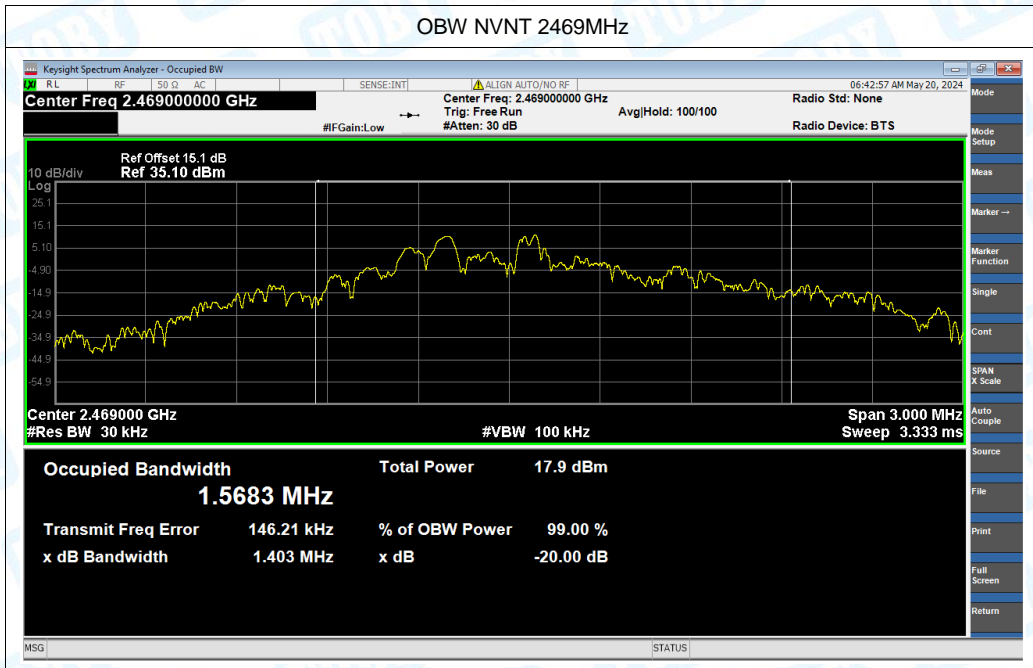 OBW NVNT 2469MHz
Keysight Spectrum Analyzer - Occupied BW
RL RF 50 Ω AC SENSE:INT ALIGN AUTO/NO RF 06:42:57 AM May 20, 2024
Center Freq 2.469000000 GHz
Center Freq: 2.469000000 GHz
Radio Std: None
Trig: Free Run
Avg|Hold: 100/100
#IFGain:Low
#Atten: 30 dB
Radio Device: BTS
Ref Offset 15.1 dB
10 dB/div Ref 35.10 dBm
Log
25.1
15.1
5.10
-4.90
-14.9
-24.9
-34.9
-44.9
-54.9
Center 2.469000 GHz
Span 3.000 MHz
#Res BW 30 kHz
#VBW 100 kHz
Sweep 3.333 ms
Occupied Bandwidth
Total Power 17.9 dBm
1.5683 MHz
Transmit Freq Error 146.21 kHz
% of OBW Power 99.00 %
x dB Bandwidth 1.403 MHz
x dB -20.00 dB
Mode
Mode
Setup
Meas
Marker→
Marker
Function
Single
Cont
SPAN
X Scale
Auto
Couple
Source
File
Print
Full
Screen
Return
MSG
STATUS
TOBY